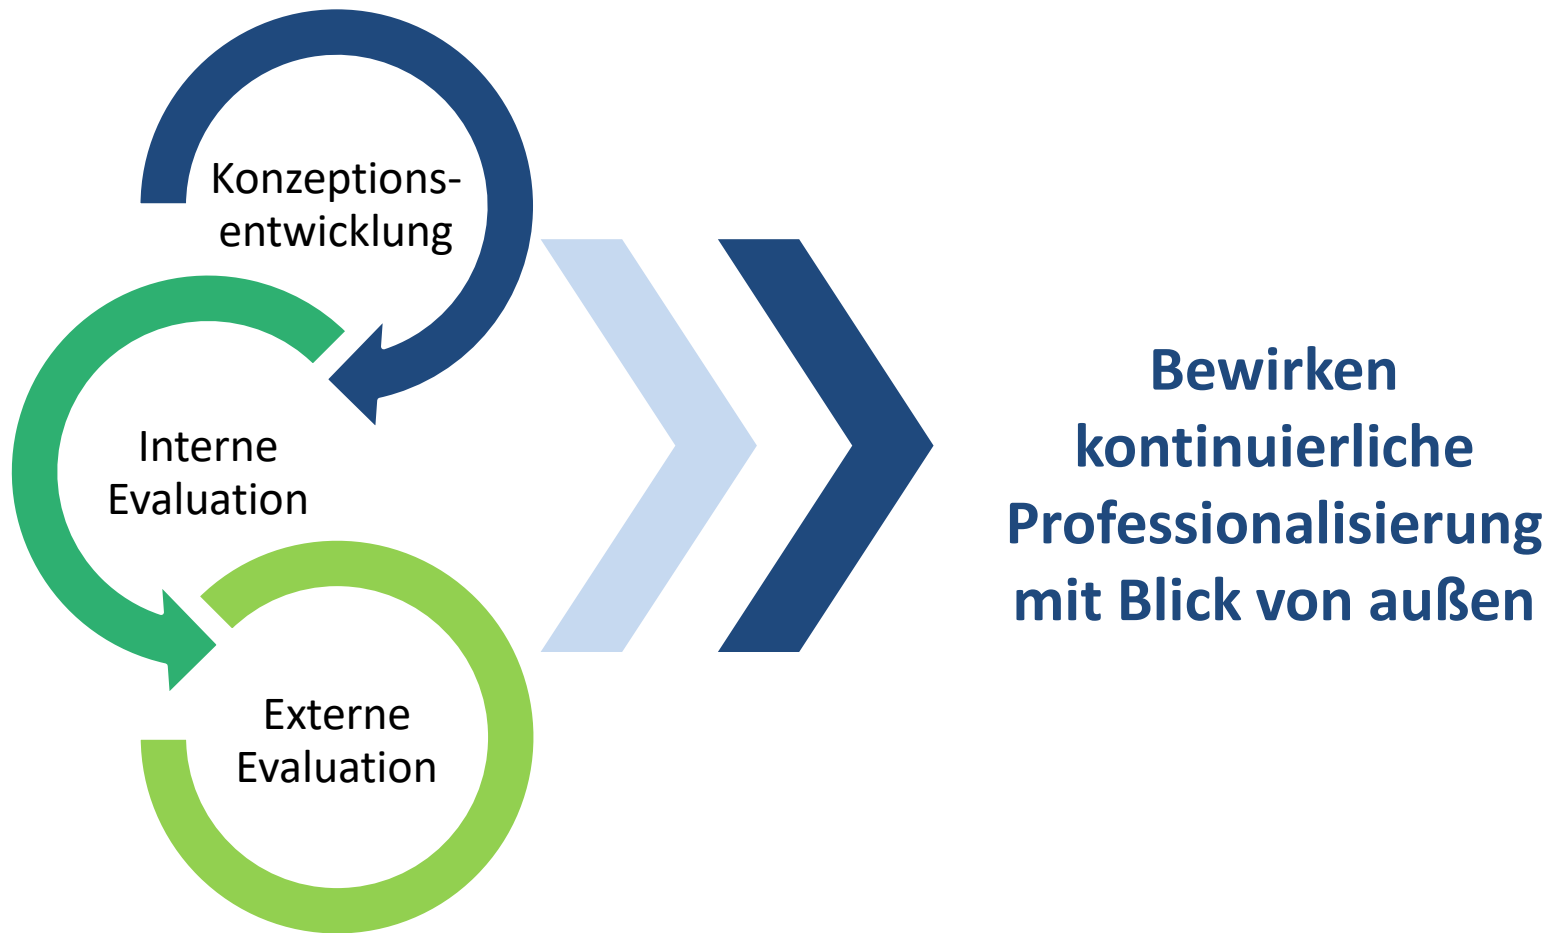 Konzeptions-
entwicklung
Interne
Evaluation
Externe
Evaluation
Bewirken
kontinuierliche
Professionalisierung
mit Blick von außen